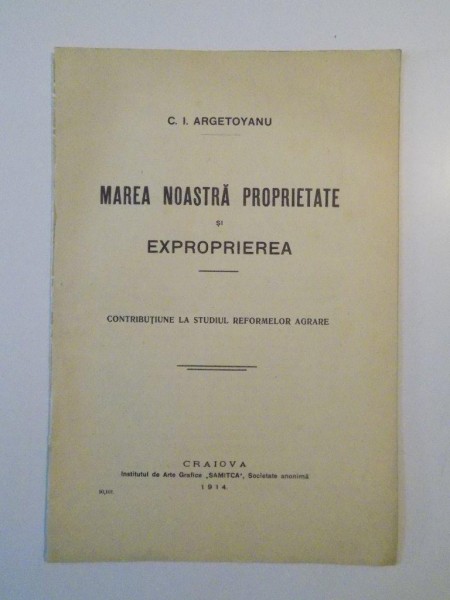 C. I. ARGETOYANU
MAREA NOASTRĂ PROPRIETATE
ȘI
EXPROPRIEREA
CONTRIBUȚIUNE LA STUDIUL REFORMELOR AGRARE
CRAIOVA
Institutul de Arte Grafice „SAMITCA", Societate anonimă
1914